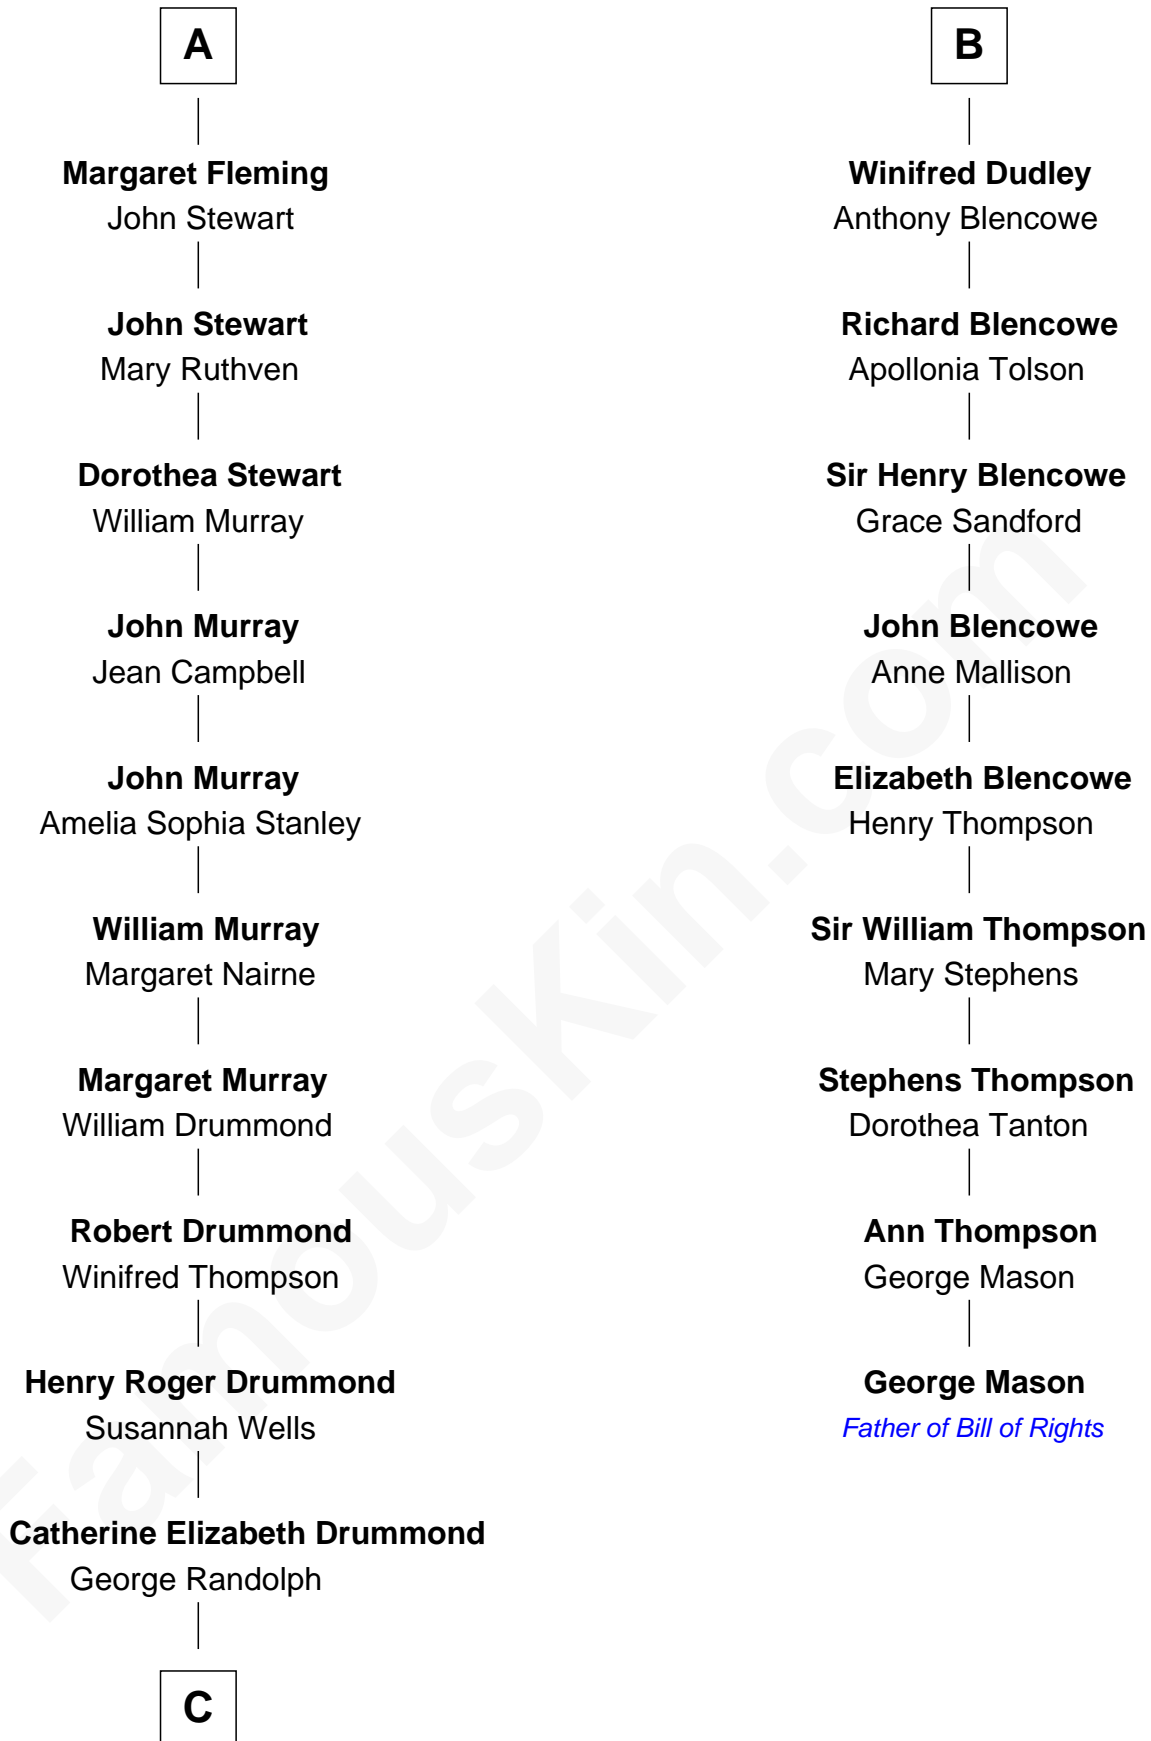 A
Margaret Fleming
John Stewart
John Stewart
Mary Ruthven
Dorothea Stewart
William Murray
John Murray
Jean Campbell
John Murray
Amelia Sophia Stanley
William Murray
Margaret Nairne
Margaret Murray
William Drummond
Robert Drummond
Winifred Thompson
Henry Roger Drummond
Susannah Wells
Catherine Elizabeth Drummond
George Randolph
C
B
Winifred Dudley
Anthony Blencowe
Richard Blencowe
Apollonia Tolson
Sir Henry Blencowe
Grace Sandford
John Blencowe
Anne Mallison
Elizabeth Blencowe
Henry Thompson
Sir William Thompson
Mary Stephens
Stephens Thompson
Dorothea Tanton
Ann Thompson
George Mason
George Mason
Father of Bill of Rights
FamousKin.com